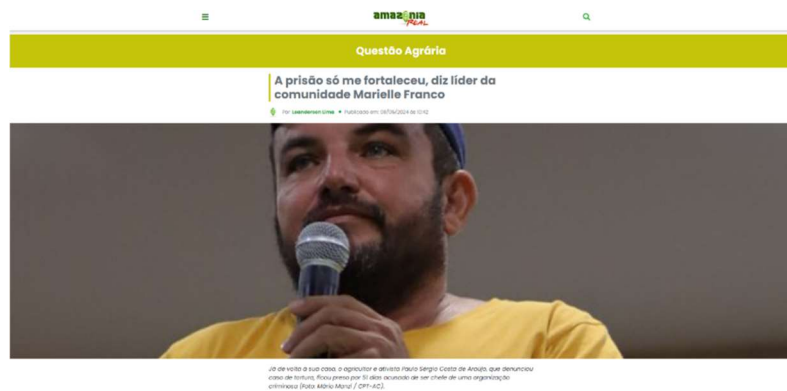 amazônia
REAL
Questão Agrária
A prisão só me fortaleceu, diz líder da
comunidade Marielle Franco
Por Leanderson Lima • Publicado em: 
Já de volta à sua casa, o agricultor e ativista Paulo Sérgio Costa de Araújo, que denunciou
caso de tortura, ficou preso por 51 dias acusado de ser chefe de uma organização
criminosa (Foto: Mário Manzi / CPT-AC).